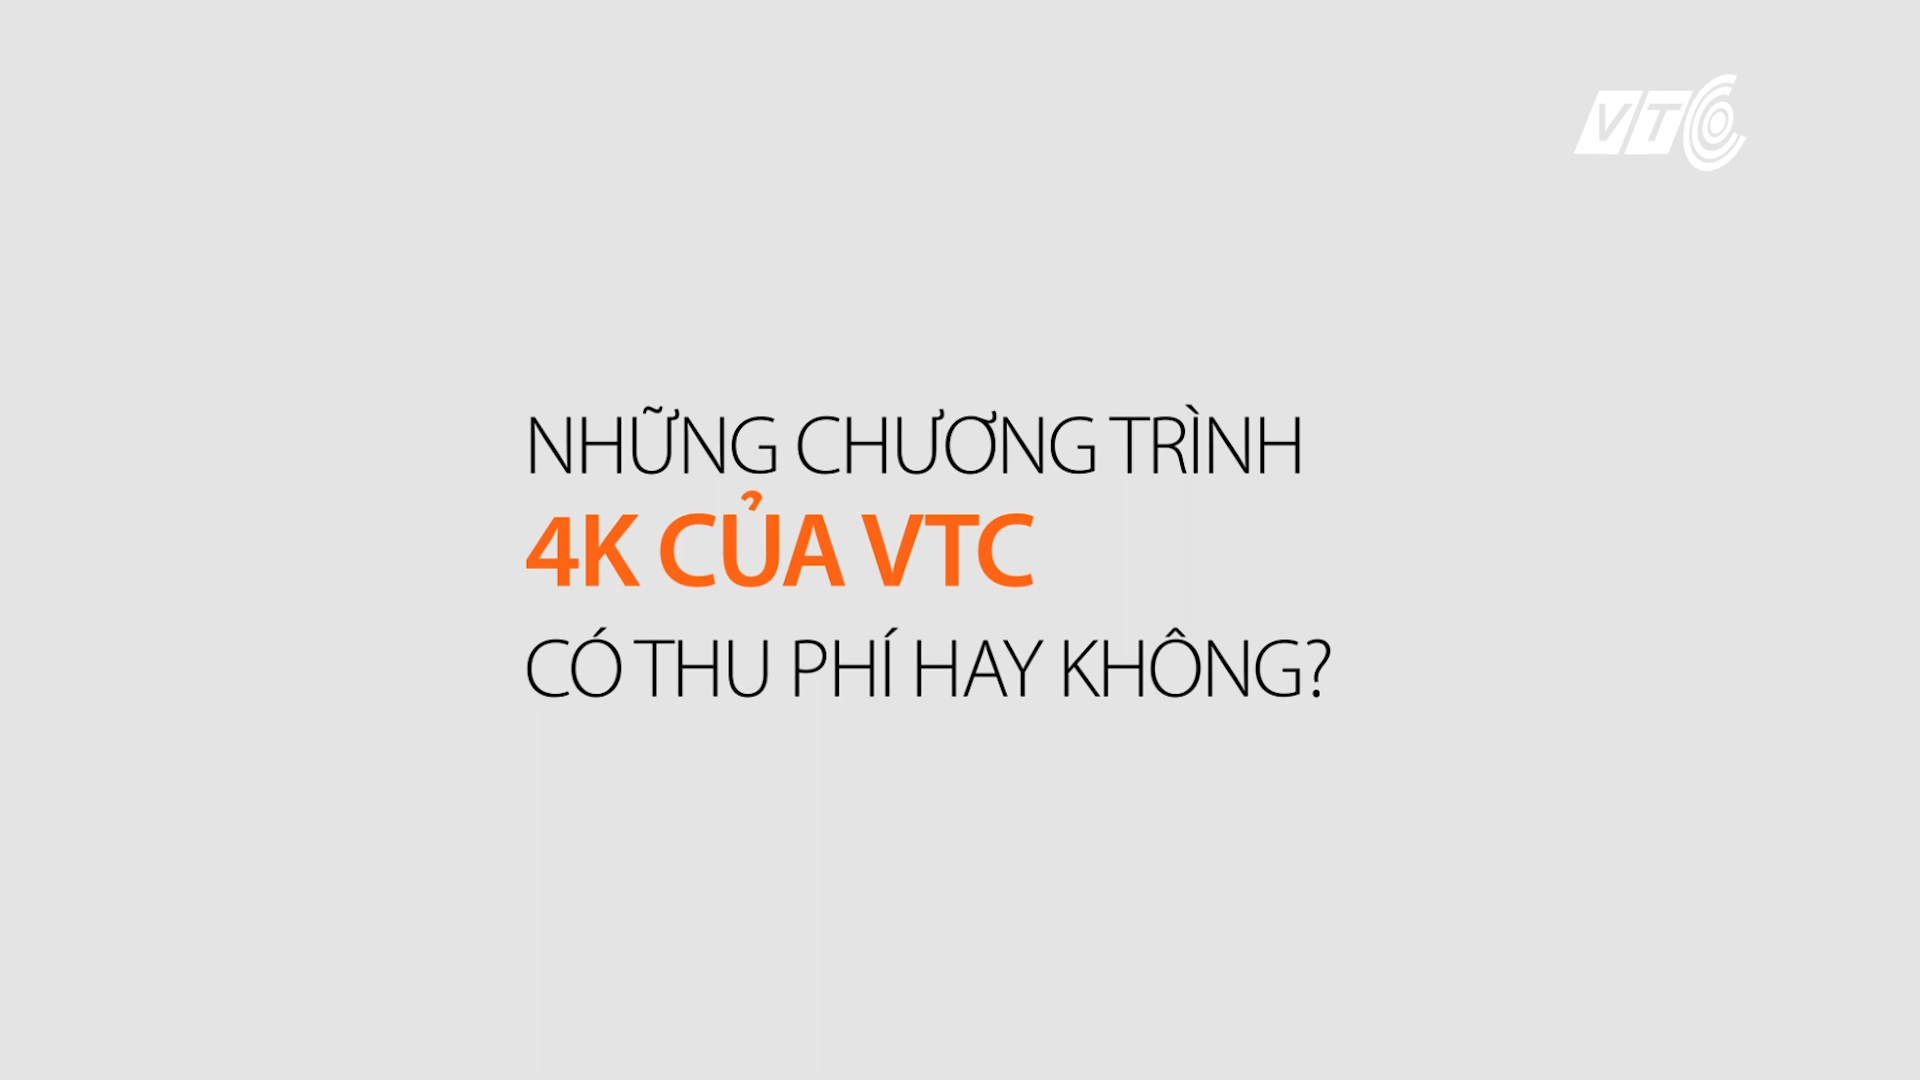 VTC
NHỮNG CHƯƠNG TRÌNH
4K CỦA VTC
CÓ THU PHÍ HAY KHÔNG?